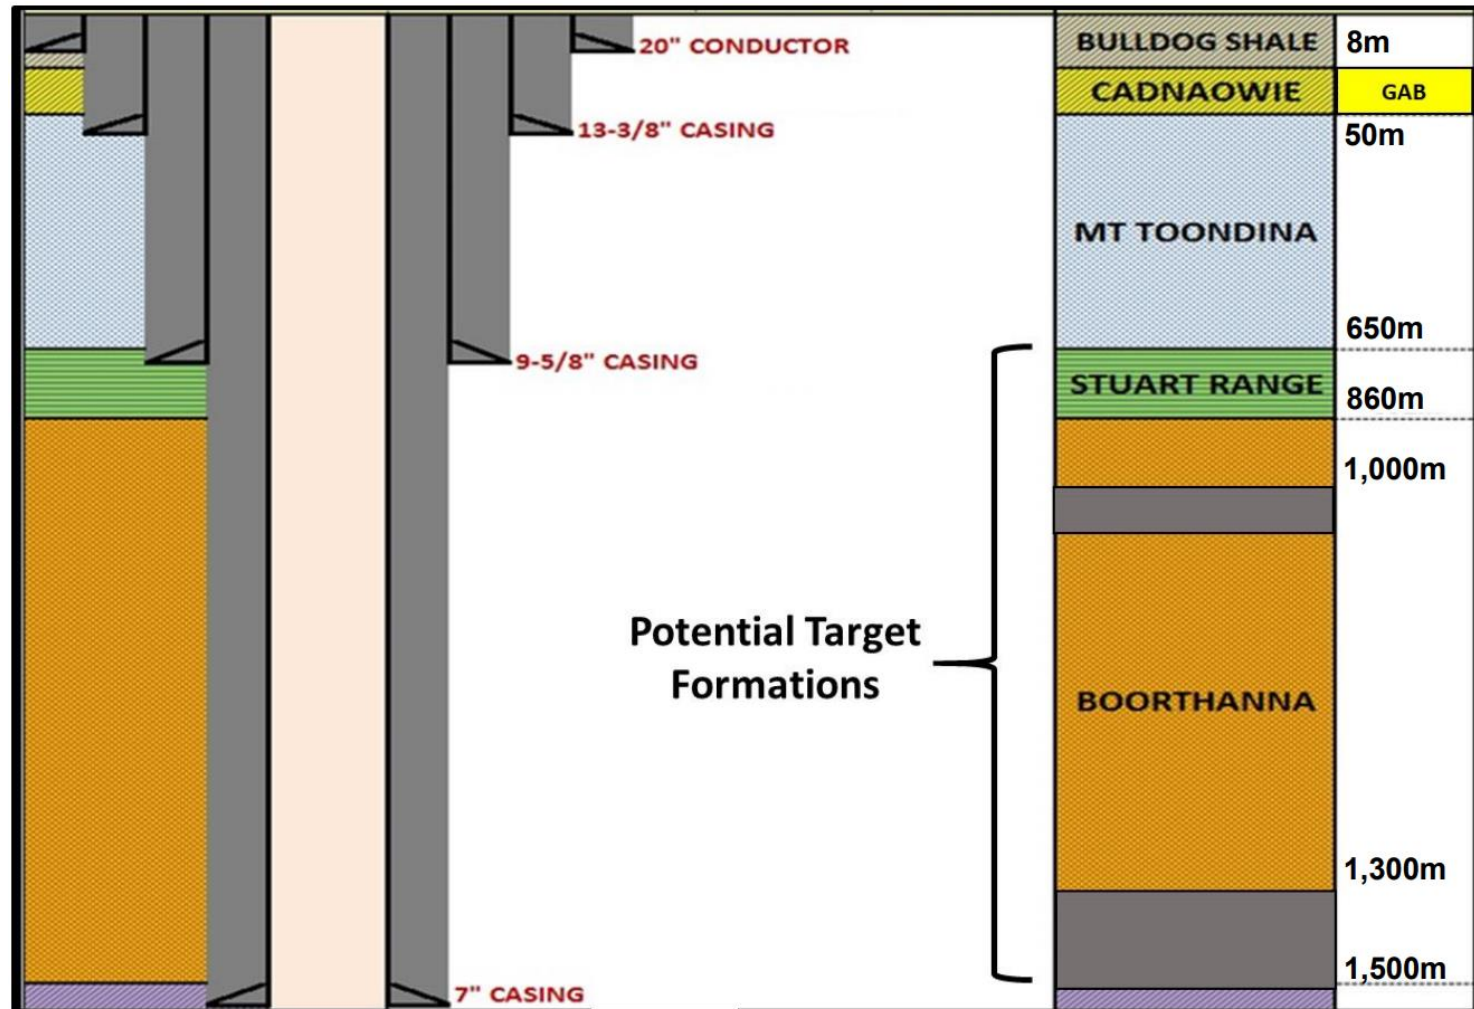 20" CONDUCTOR
13-3/8" CASING
9-5/8" CASING
7" CASING
Potential Target
Formations
BULLDOG SHALE
8m
CADNAOWIE
GAB
50m
MT TOONDINA
650m
STUART RANGE
860m
1,000m
BOORTHANNA
1,300m
1,500m